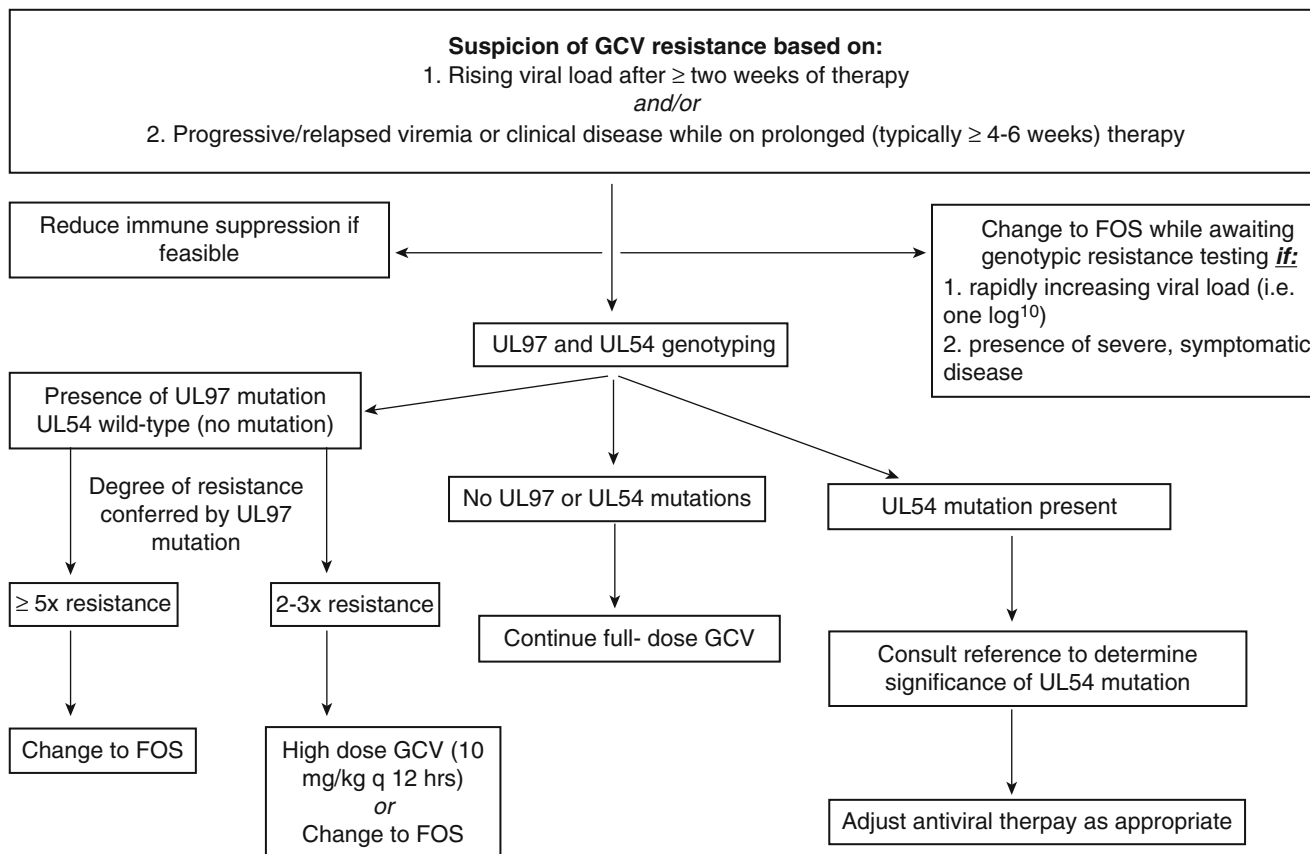 Suspicion of GCV resistance based on:
1. Rising viral load after ≥ two weeks of therapy
and/or
2. Progressive/relapsed viremia or clinical disease while on prolonged (typically ≥ 4-6 weeks) therapy
Reduce immune suppression if
feasible
Change to FOS while awaiting
genotypic resistance testing if:
1. rapidly increasing viral load (i.e.
one log¹⁰)
2. presence of severe, symptomatic
disease
UL97 and UL54 genotyping
Presence of UL97 mutation
UL54 wild-type (no mutation)
Degree of resistance
conferred by UL97
mutation
No UL97 or UL54 mutations
UL54 mutation present
≥ 5x resistance
2-3x resistance
Continue full- dose GCV
Consult reference to determine
significance of UL54 mutation
Change to FOS
High dose GCV (10
mg/kg q 12 hrs)
or
Change to FOS
Adjust antiviral therpay as appropriate